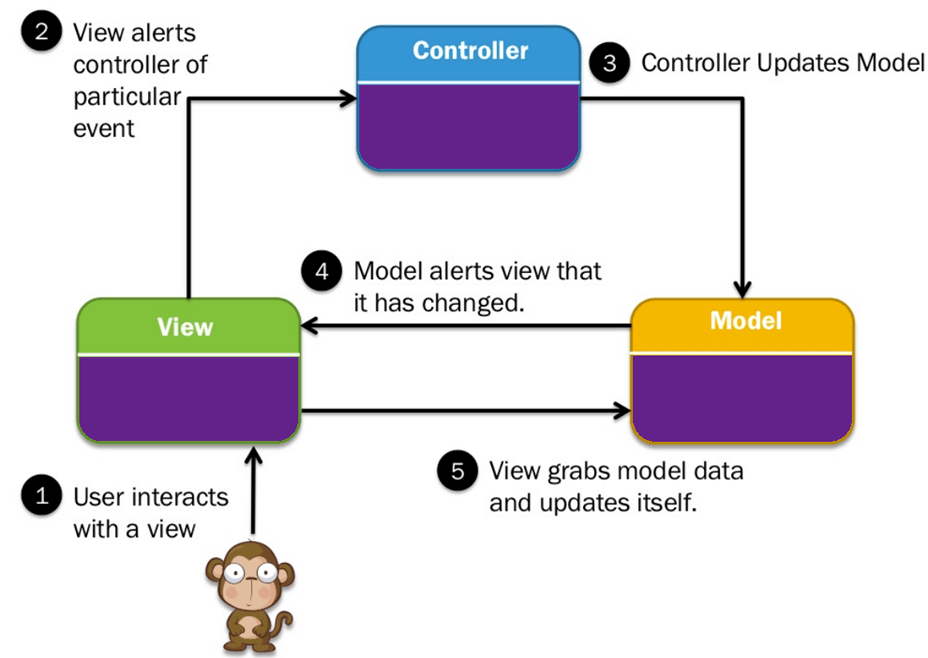 2
View alerts
controller of
particular
event
Controller
3
Controller Updates Model
4
Model alerts view that
it has changed.
View
Model
5
View grabs model data
and updates itself.
1
User interacts
with a view